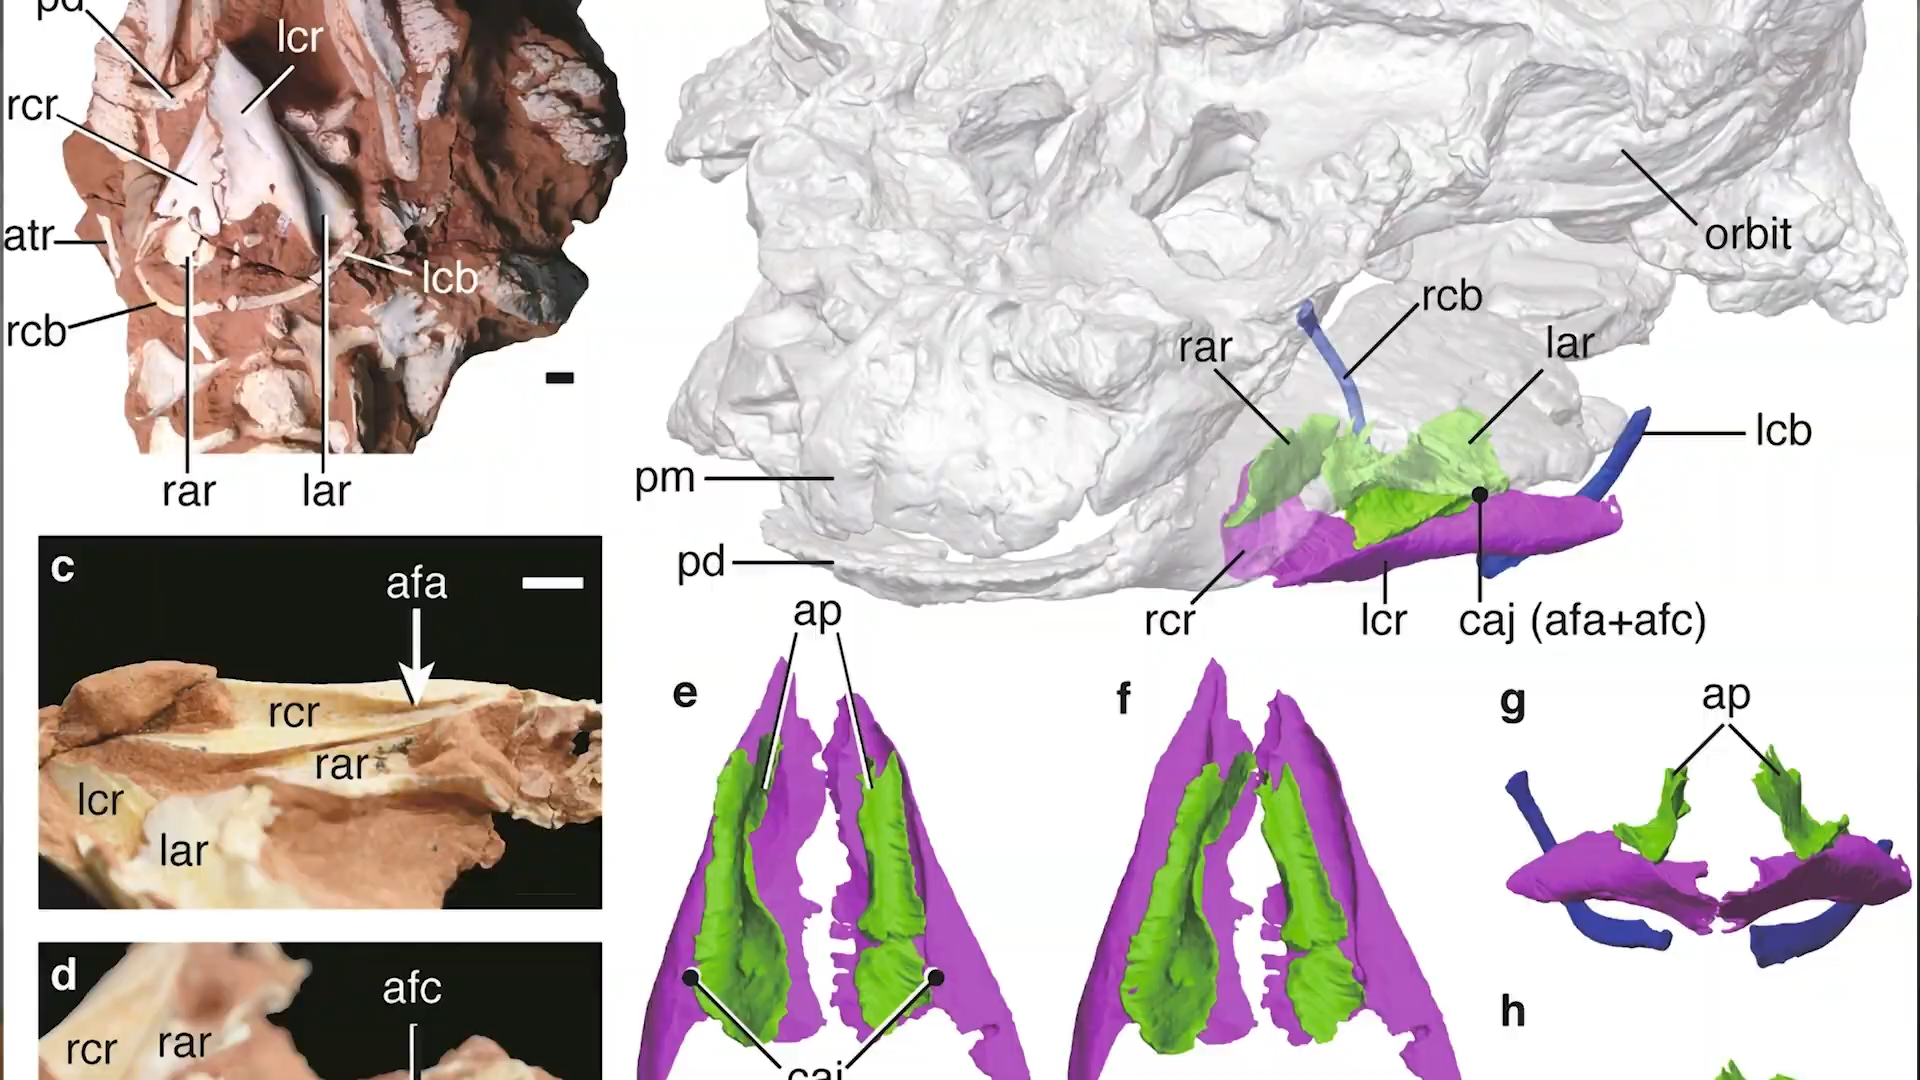 pd
lcr
rcr
atr
lcb
rcb
rar
lar
orbit
rcb
rar
lar
lcb
pm
pd
rcr
lcr
caj (afa+afc)
c
afa
rcr
rar
lcr
lar
d
afc
rcr
rar
e
ap
caj
f
g
ap
h